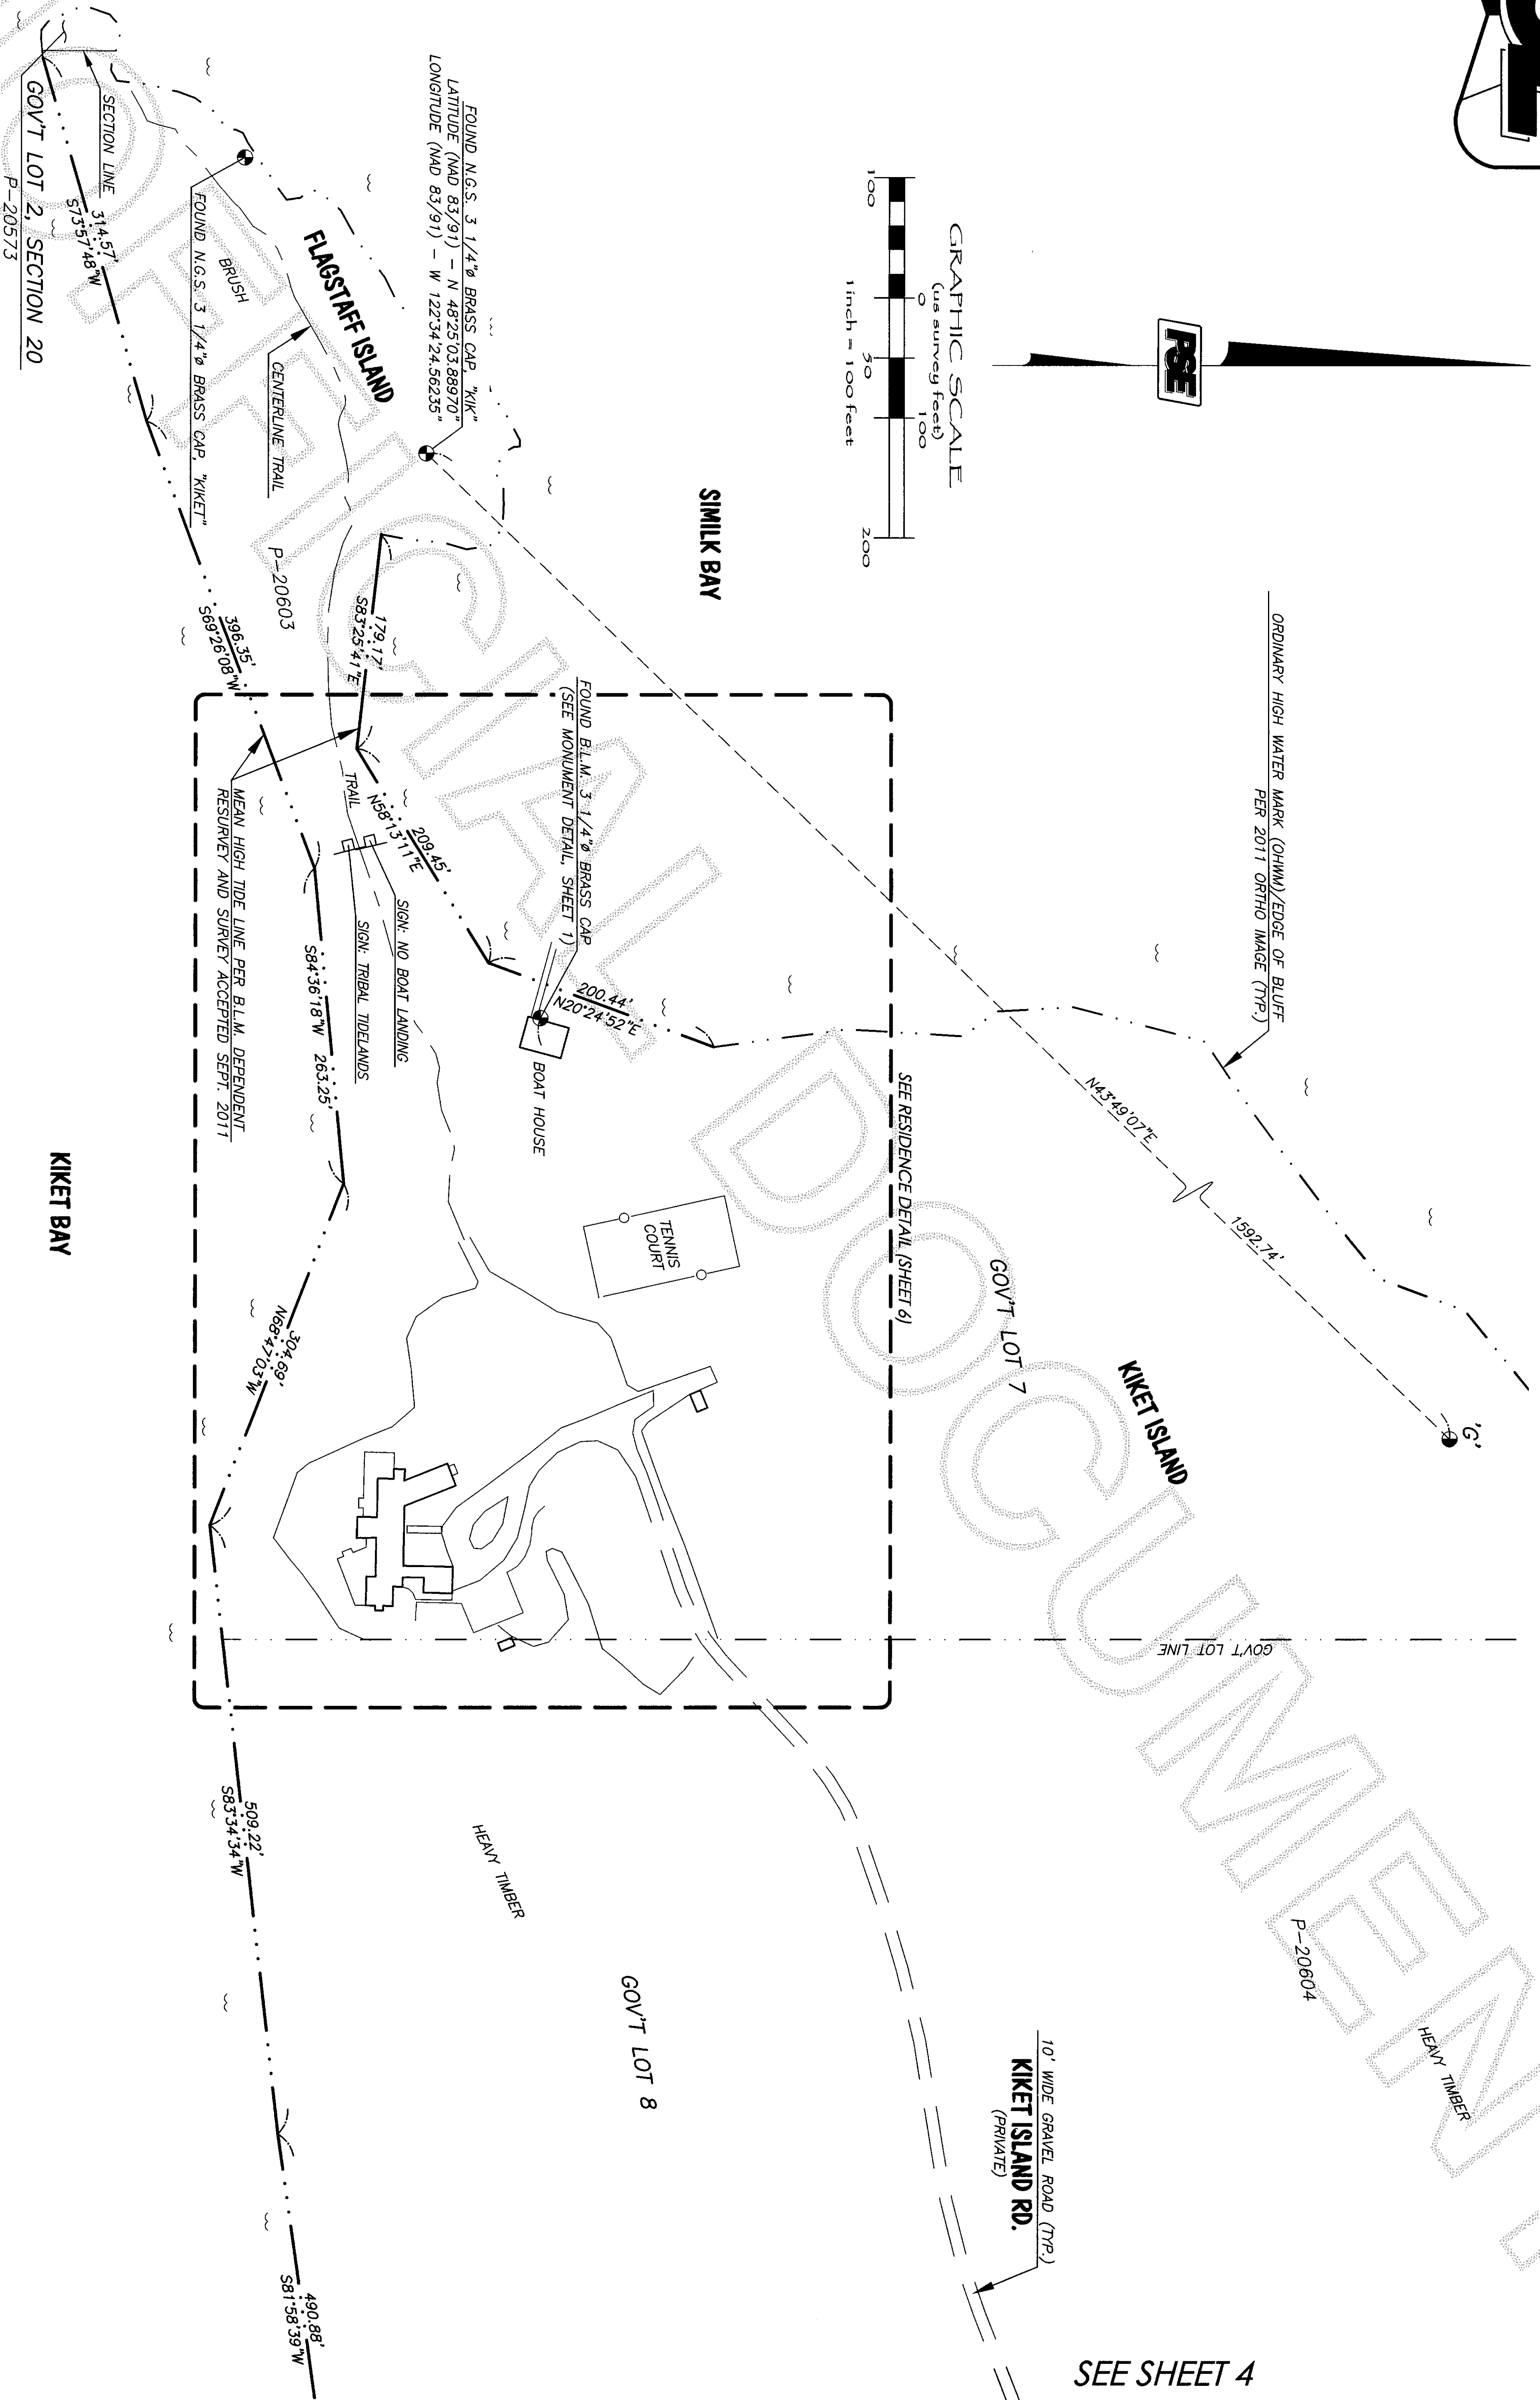 GRAPHIC SCALE
(us survey feet)
100 0 50 100 200
1 inch = 100 feet
PSE
FOUND N.G.S. 3 1/4"ø BRASS CAP, "KIK"
LATITUDE (NAD 83/91) – N 48°25'03.88970"
LONGITUDE (NAD 83/91) – W 122°34'24.56235"
SECTION LINE
GOV'T LOT 2, SECTION 20
P-20573
314.57'
S73°57'48"W
FOUND N.G.S. 3 1/4"ø BRASS CAP, "KIKET"
BRUSH
FLAGSTAFF ISLAND
CENTERLINE TRAIL
P-20603
SIMILK BAY
ORDINARY HIGH WATER MARK (OHWM)/EDGE OF BLUFF
PER 2011 ORTHO IMAGE (TYP.)
396.35'
S69°26'08"W
179.17'
S83°25'41"E
FOUND B.L.M. 3 1/4"ø BRASS CAP
(SEE MONUMENT DETAIL, SHEET 1)
MEAN HIGH TIDE LINE PER B.L.M. DEPENDENT
RESURVEY AND SURVEY ACCEPTED SEPT. 2011
TRAIL
209.45'
N58°13'11"E
SIGN: NO BOAT LANDING
SIGN: TRIBAL TIDELANDS
200.44'
N20°24'52"E
BOAT HOUSE
S84°36'18"W 263.25'
SEE RESIDENCE DETAIL (SHEET 6)
N43°49'07"E
1592.74'
'G'
KIKET BAY
TENNIS
COURT
GOV'T LOT 7
KIKET ISLAND
304.69'
N68°47'03"W
GOV'T LOT LINE
509.22'
S83°34'34"W
HEAVY TIMBER
GOV'T LOT 8
P-20604
HEAVY TIMBER
10' WIDE GRAVEL ROAD (TYP.)
KIKET ISLAND RD.
(PRIVATE)
490.88'
S81°58'39"W
SEE SHEET 4
OFFICIAL DOCUMENT